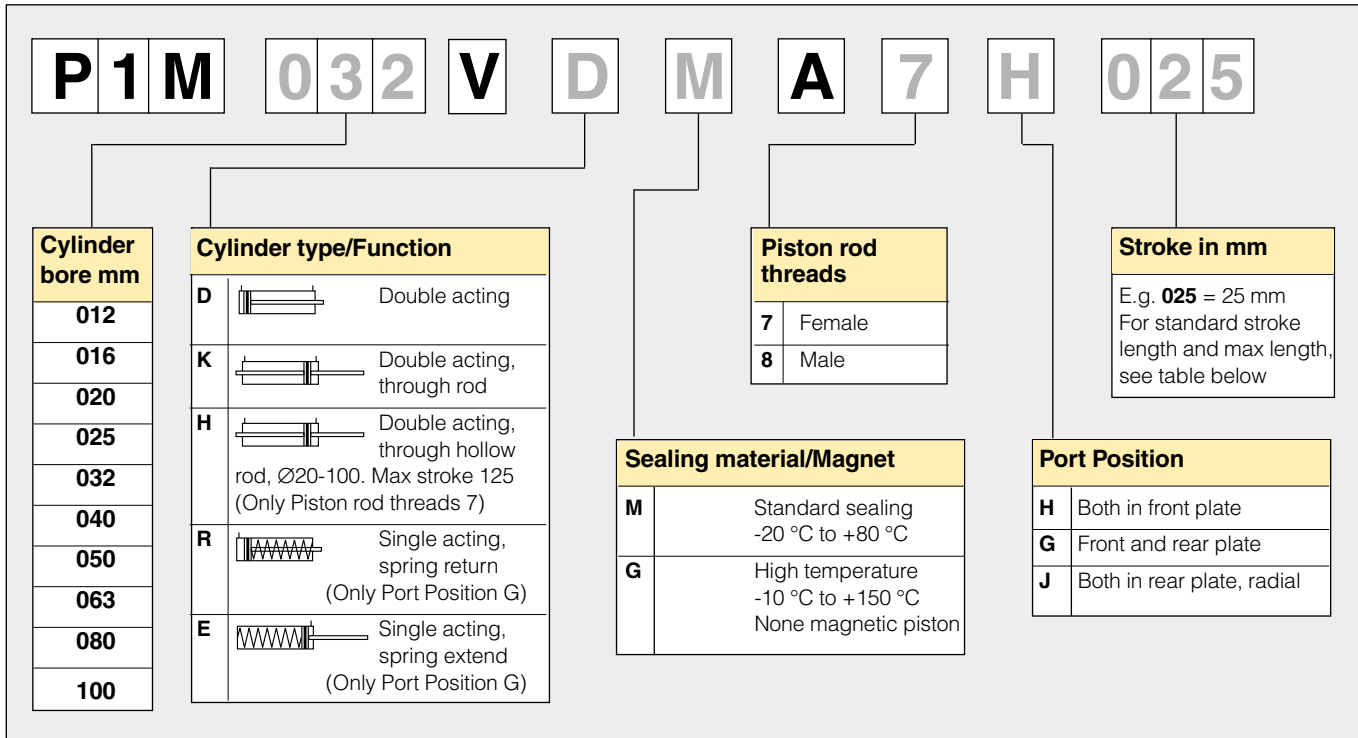 P1M 032 V D M A 7 H 025
Cylinder
bore mm
012
016
020
025
032
040
050
063
080
100
Cylinder type/Function
D Double acting
K Double acting,
through rod
H Double acting,
through hollow
rod, Ø20-100. Max stroke 125
(Only Piston rod threads 7)
R Single acting,
spring return
(Only Port Position G)
E Single acting,
spring extend
(Only Port Position G)
Sealing material/Magnet
M Standard sealing
-20 °C to +80 °C
G High temperature
-10 °C to +150 °C
None magnetic piston
Piston rod
threads
7 Female
8 Male
Port Position
H Both in front plate
G Front and rear plate
J Both in rear plate, radial
Stroke in mm
E.g. 025 = 25 mm
For standard stroke
length and max length,
see table below